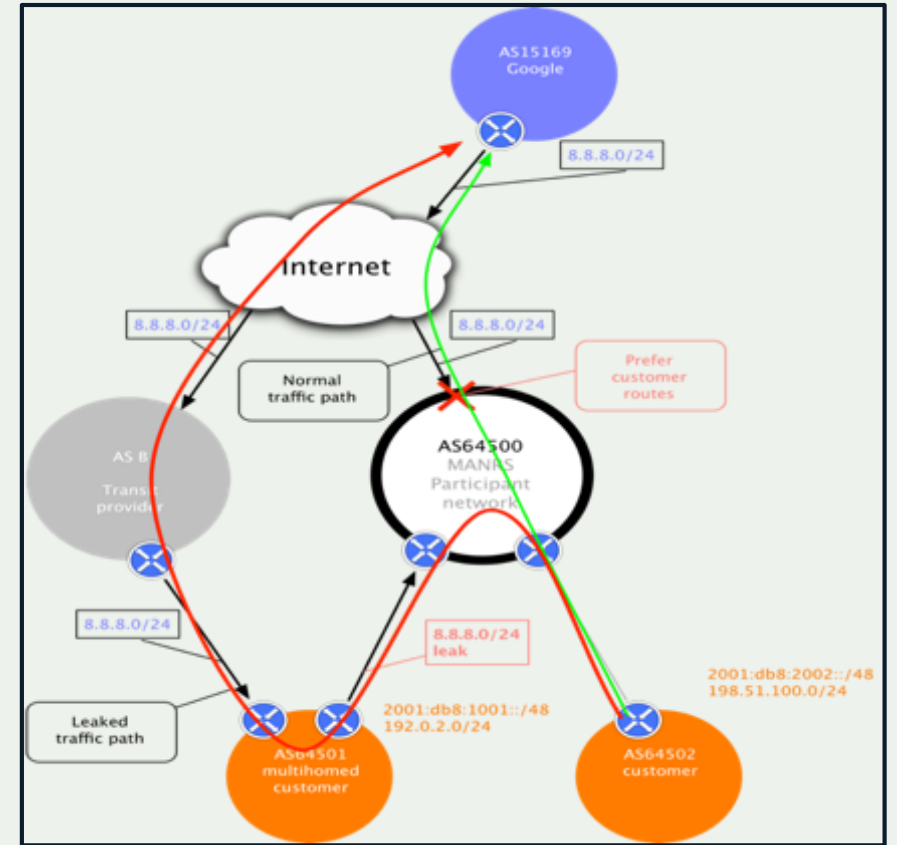 AS15169
Google
8.8.8.0/24
Internet
8.8.8.0/24
8.8.8.0/24
Normal
traffic path
Prefer
customer
routes
AS B
Transit
provider
AS64500
MANRS
Participant
network
8.8.8.0/24
8.8.8.0/24
leak
Leaked
traffic path
2001:db8:1001::/48
192.0.2.0/24
2001:db8:2002::/48
198.51.100.0/24
AS64501
multihomed
customer
AS64502
customer